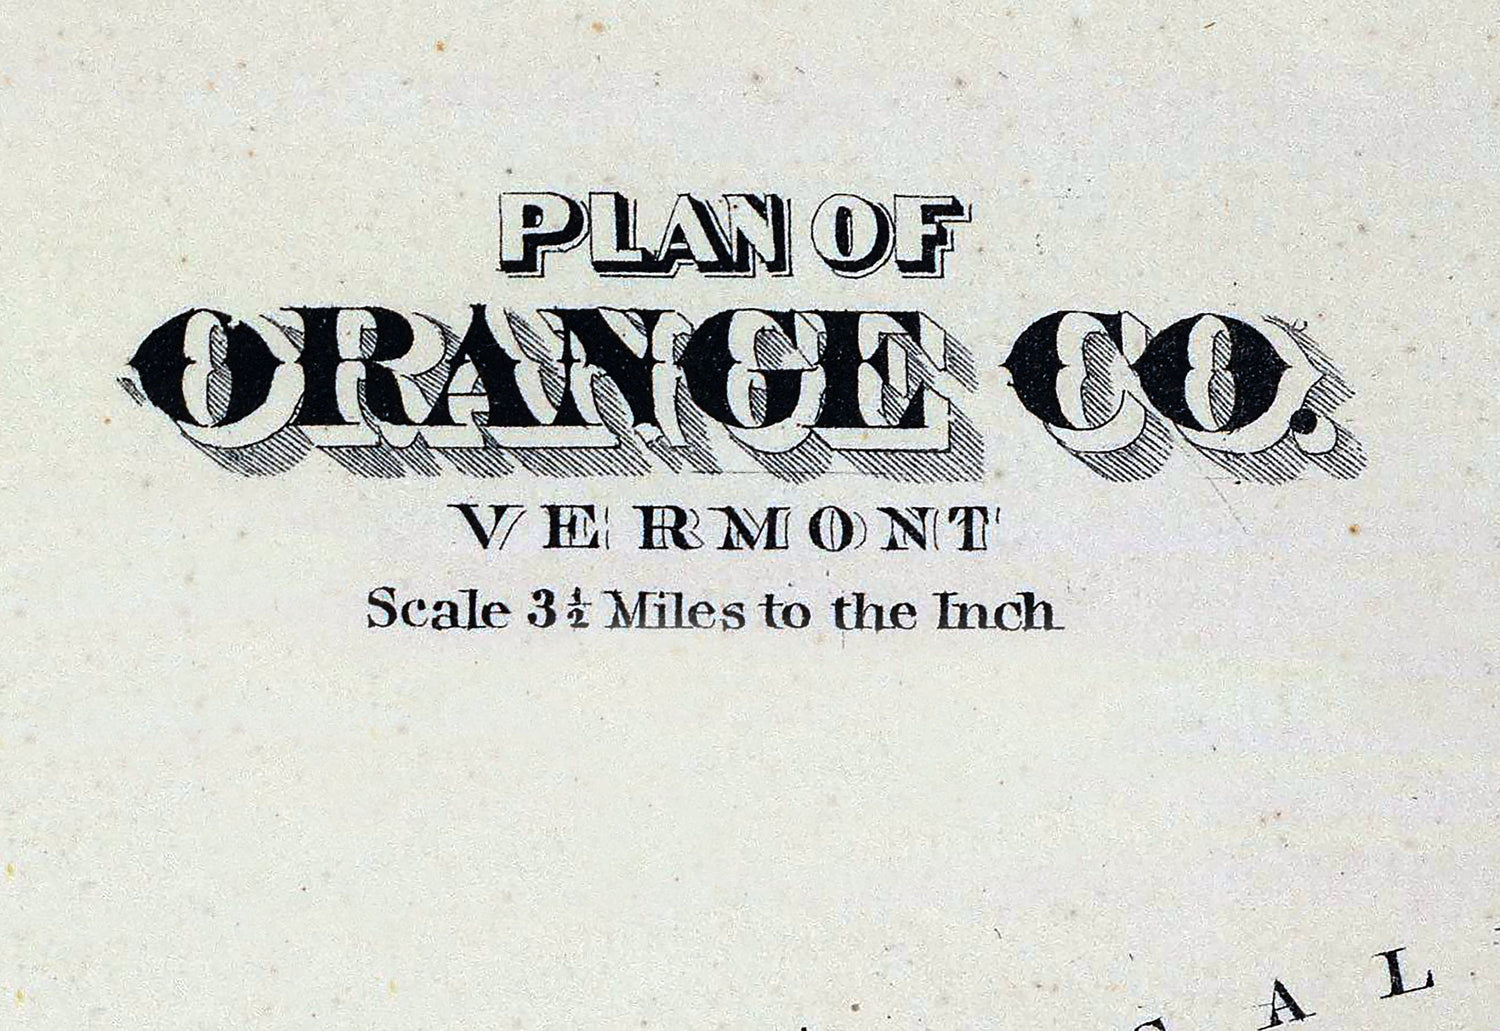 PLAN OF
ORANGE CO.
VERMONT
Scale 3½ Miles to the Inch